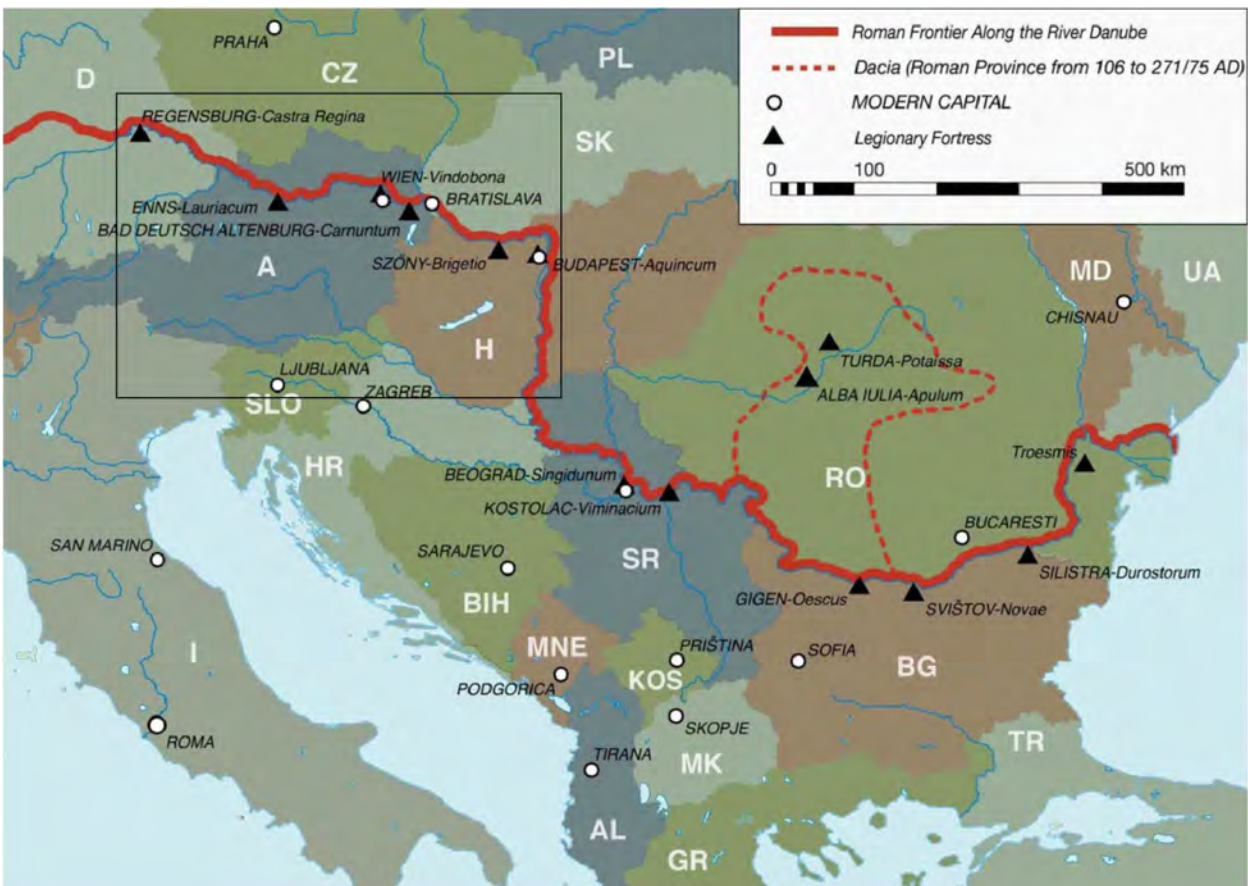 Roman Frontier Along the River Danube
Dacia (Roman Province from 106 to 271/75 AD)
MODERN CAPITAL
Legionary Fortress
0 100 500 km
PRAHA
CZ
PL
D
REGENSBURG-Castra Regina
SK
WIEN-Vindobona
ENNS-Lauriacum
BRATISLAVA
BAD DEUTSCH ALTENBURG-Carnuntum
A
SZÖNY-Brigetio
BUDAPEST-Aquincum
MD
UA
CHISNAU
H
TURDA-Potaissa
LJUBLJANA
ALBA IULIA-Apulum
ZAGREB
SLO
HR
Troesmis
BEOGRAD-Singidunum
RO
KOSTOLAC-Viminacium
BUCARESTI
SAN MARINO
SARAJEVO
SR
SILISTRA-Durostorum
BIH
GIGEN-Oescus
SVIŠTOV-Novae
MNE
PRIŠTINA
SOFIA
I
KOS
BG
PODGORICA
SKOPJE
ROMA
TIRANA
MK
TR
AL
GR